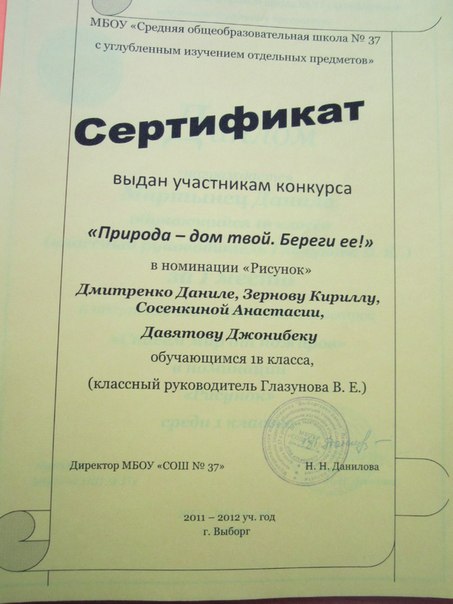 МБОУ «Средняя общеобразовательная школа № 37
с углубленным изучением отдельных предметов»
Сертификат
выдан участникам конкурса
«Природа – дом твой. Береги ее!»
в номинации «Рисунок»
Дмитренко Даниле, Зернову Кириллу,
Сосенкиной Анастасии,
Давятову Джонибеку
обучающимся 1в класса,
(классный руководитель Глазунова В. Е.)
Директор МБОУ «СОШ № 37» Н. Н. Данилова
2011 – 2012 уч. год
г. Выборг